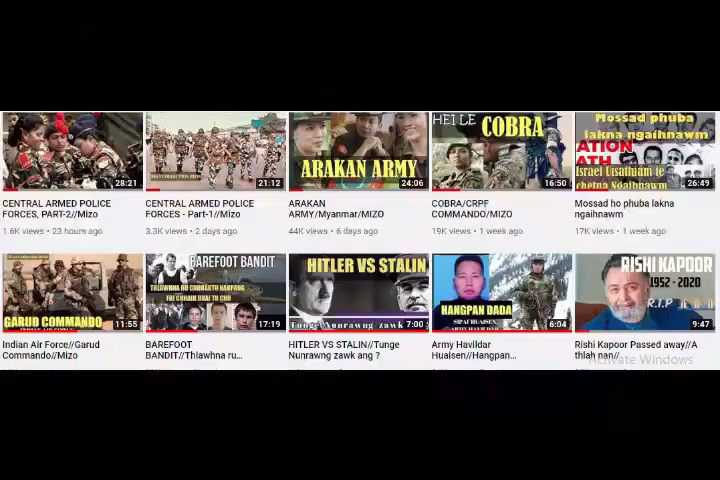 HEI LE
COBRA
Mossad phuba
lakna ngaihnawm
ATION
ATH
Israel
ARAKAN ARMY
28:21
21:12
24:06
16:50
26:49
CENTRAL ARMED POLICE
FORCES, PART-2//Mizo
1.6K views • 23 hours ago
CENTRAL ARMED POLICE
FORCES - Part-1//Mizo
3.3K views • 2 days ago
ARAKAN
ARMY/Myanmar/MIZO
44K views • 6 days ago
COBRA/CRPF
COMMANDO/MIZO
19K views • 1 week ago
Mossad ho phuba lakna
ngaihnawm
17K views • 1 week ago
GARUD COMMANDO
11:55
BAREFOOT BANDIT
17:19
HITLER VS STALIN
Tunge Nunrawng zawk
7:00
HANGPAN DADA
6:04
RISHI KAPOOR
1952 - 2020
R.I.P
9:47
Indian Air Force//Garud
Commando//Mizo
BAREFOOT
BANDIT//Thlawhna ru...
HITLER VS STALIN//Tunge
Nunrawng zawk ang ?
Army Havildar
Huaisen//Hangpan...
Rishi Kapoor Passed away//A
thlah nan//
Activate Windows